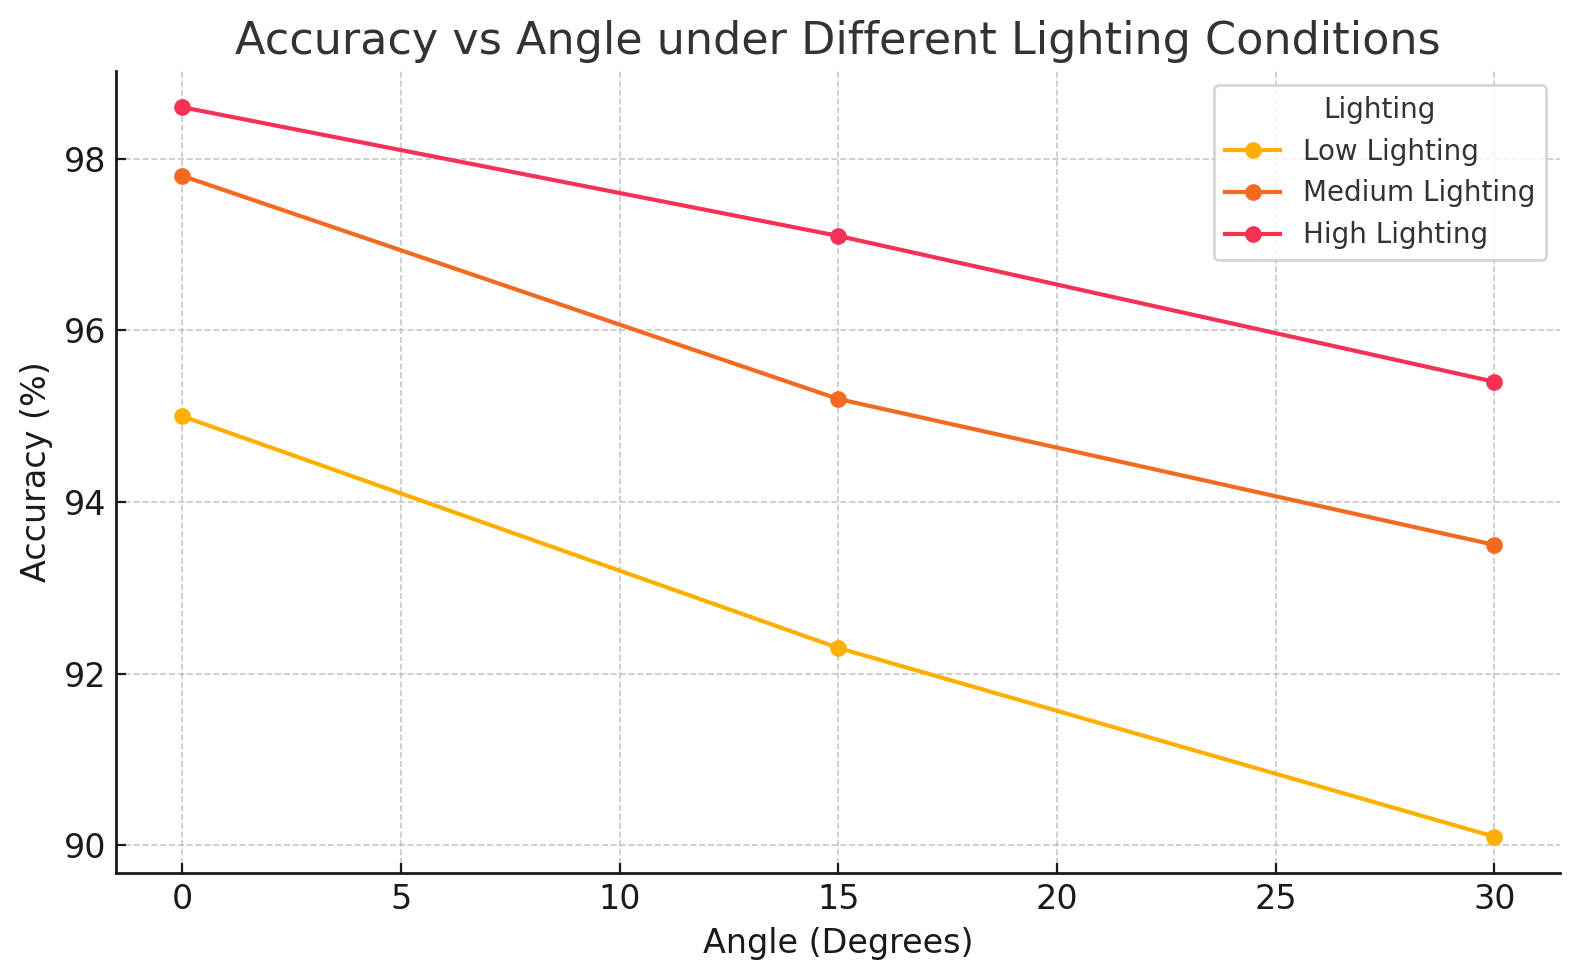 Accuracy vs Angle under Different Lighting Conditions
Lighting
Low Lighting
Medium Lighting
High Lighting
Accuracy (%)
98
96
94
92
90
0 5 10 15 20 25 30
Angle (Degrees)